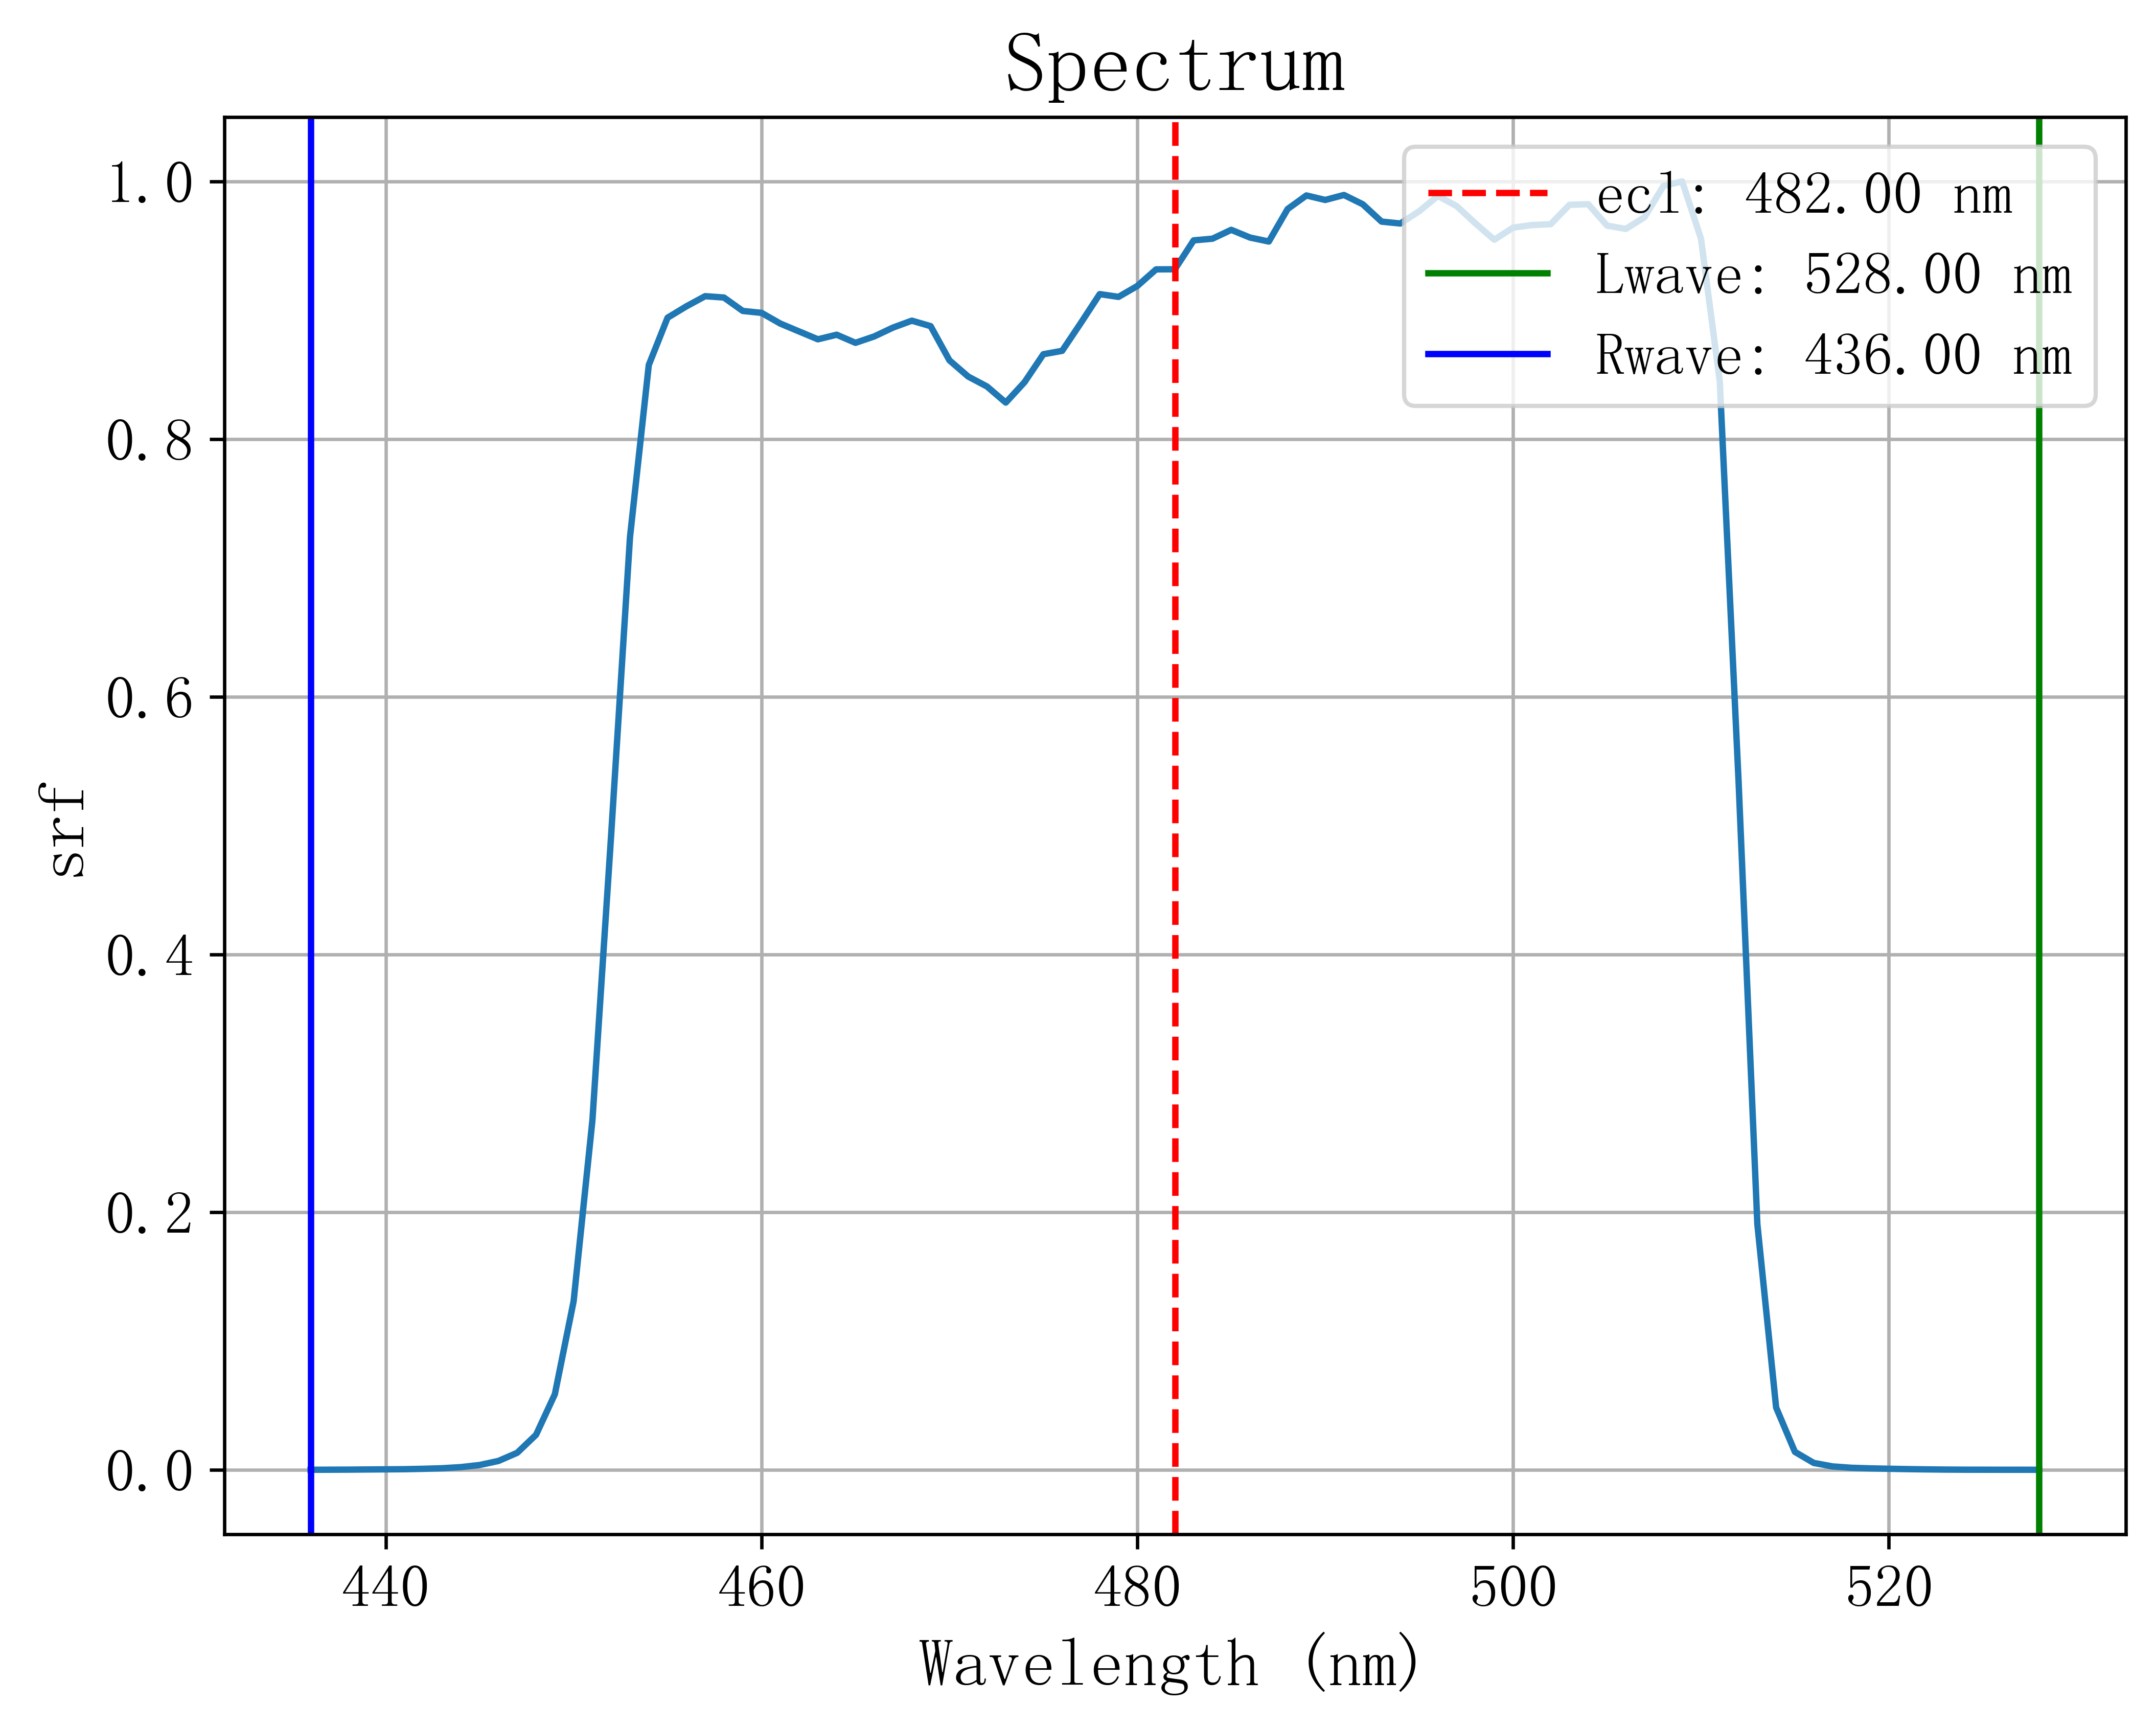 Spectrum
ecl: 482.00 nm
Lwave: 528.00 nm
Rwave: 436.00 nm
1.0
0.8
0.6
0.4
0.2
0.0
srf
440 460 480 500 520
Wavelength (nm)